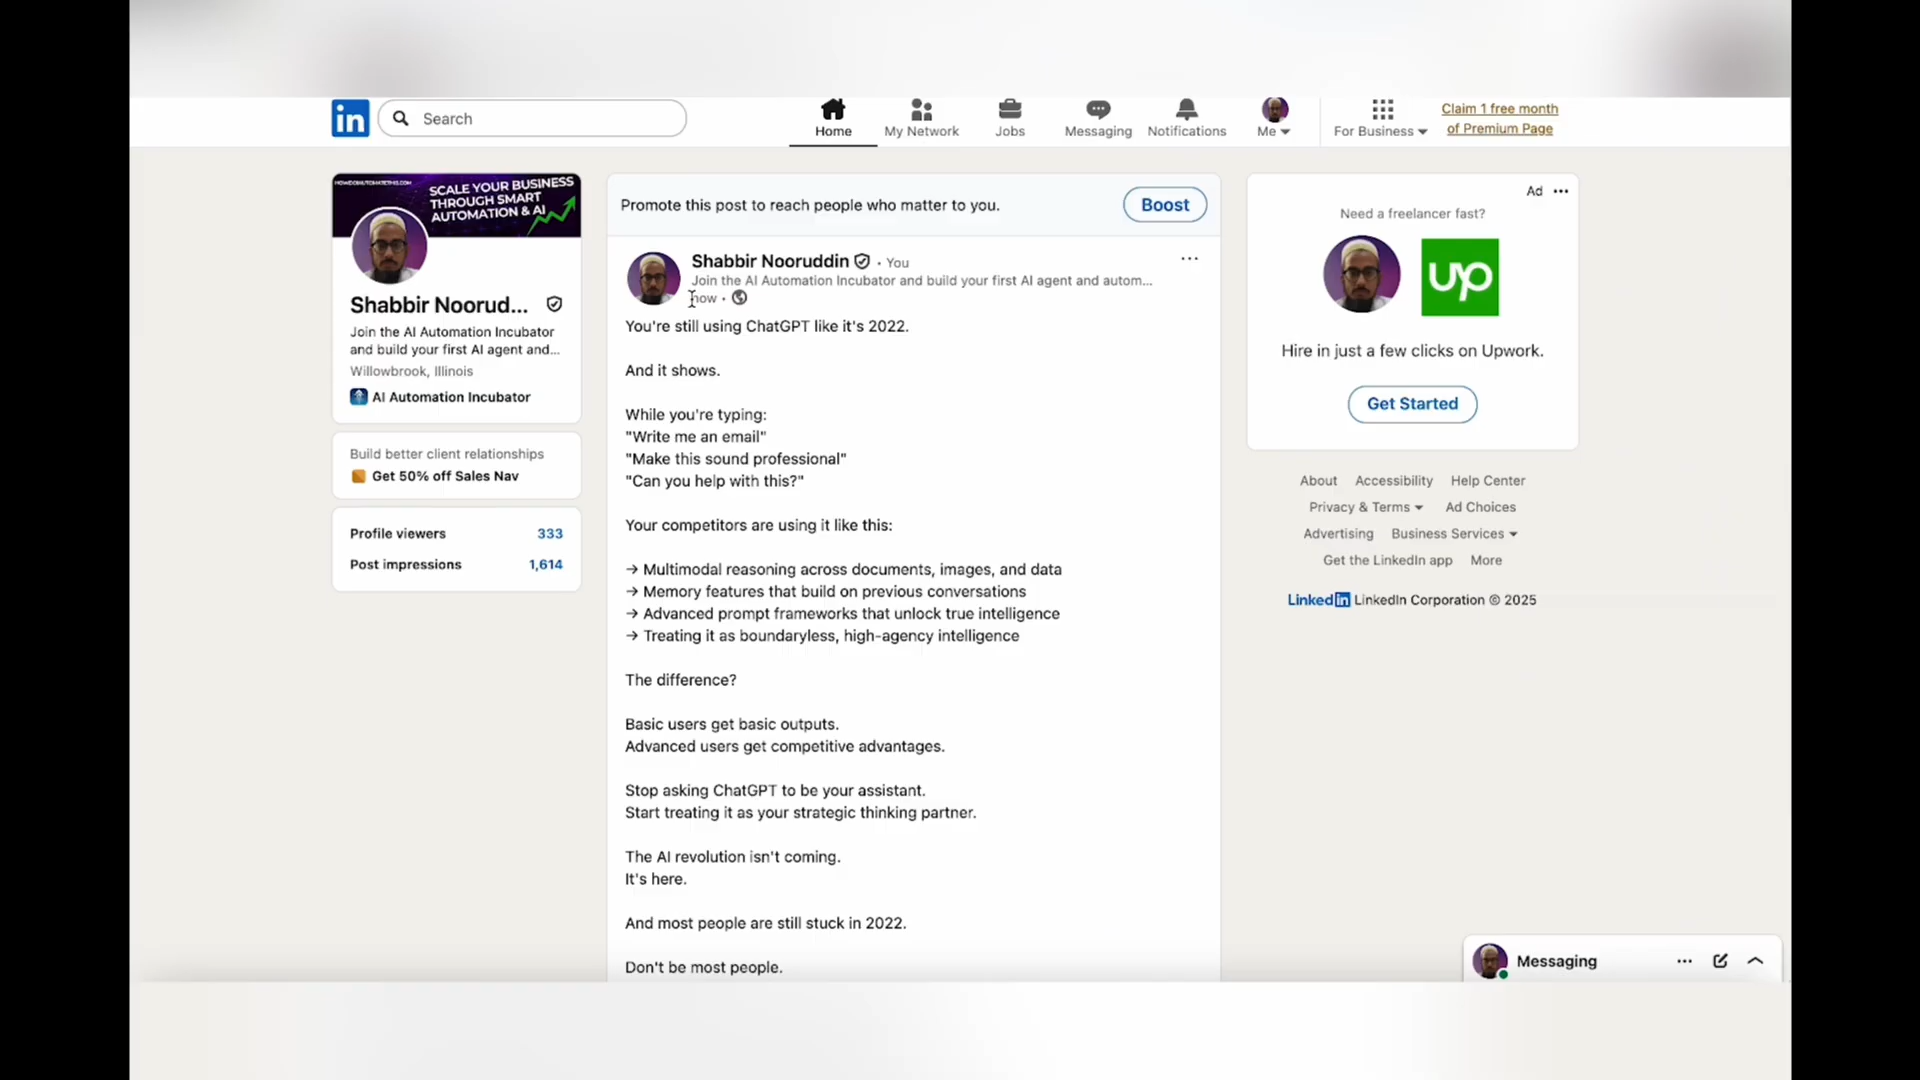 in
Search
Home
My Network
Jobs
Messaging
Notifications
Me
For Business
Claim 1 free month
of Premium Page
SCALE YOUR BUSINESS
THROUGH SMART
AUTOMATION & AI
Shabbir Noorud...
Join the AI Automation Incubator
and build your first AI agent and...
Willowbrook, Illinois
AI Automation Incubator
Build better client relationships
Get 50% off Sales Nav
Profile viewers 333
Post impressions 1,614
Promote this post to reach people who matter to you.
Boost
Shabbir Nooruddin • You
Join the AI Automation Incubator and build your first AI agent and autom...
now •
You're still using ChatGPT like it's 2022.
And it shows.
While you're typing:
"Write me an email"
"Make this sound professional"
"Can you help with this?"
Your competitors are using it like this:
→ Multimodal reasoning across documents, images, and data
→ Memory features that build on previous conversations
→ Advanced prompt frameworks that unlock true intelligence
→ Treating it as boundaryless, high-agency intelligence
The difference?
Basic users get basic outputs.
Advanced users get competitive advantages.
Stop asking ChatGPT to be your assistant.
Start treating it as your strategic thinking partner.
The AI revolution isn't coming.
It's here.
And most people are still stuck in 2022.
Don't be most people.
Ad
Need a freelancer fast?
up
Hire in just a few clicks on Upwork.
Get Started
About Accessibility Help Center
Privacy & Terms Ad Choices
Advertising Business Services
Get the LinkedIn app More
LinkedIn LinkedIn Corporation © 2025
Messaging